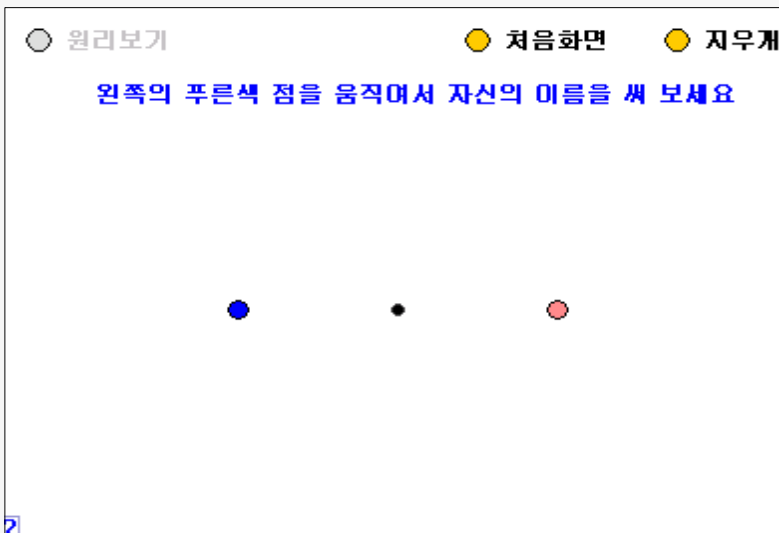 원리보기 처음화면 지우개
왼쪽의 푸른색 점을 움직여서 자신의 이름을 써 보세요
?